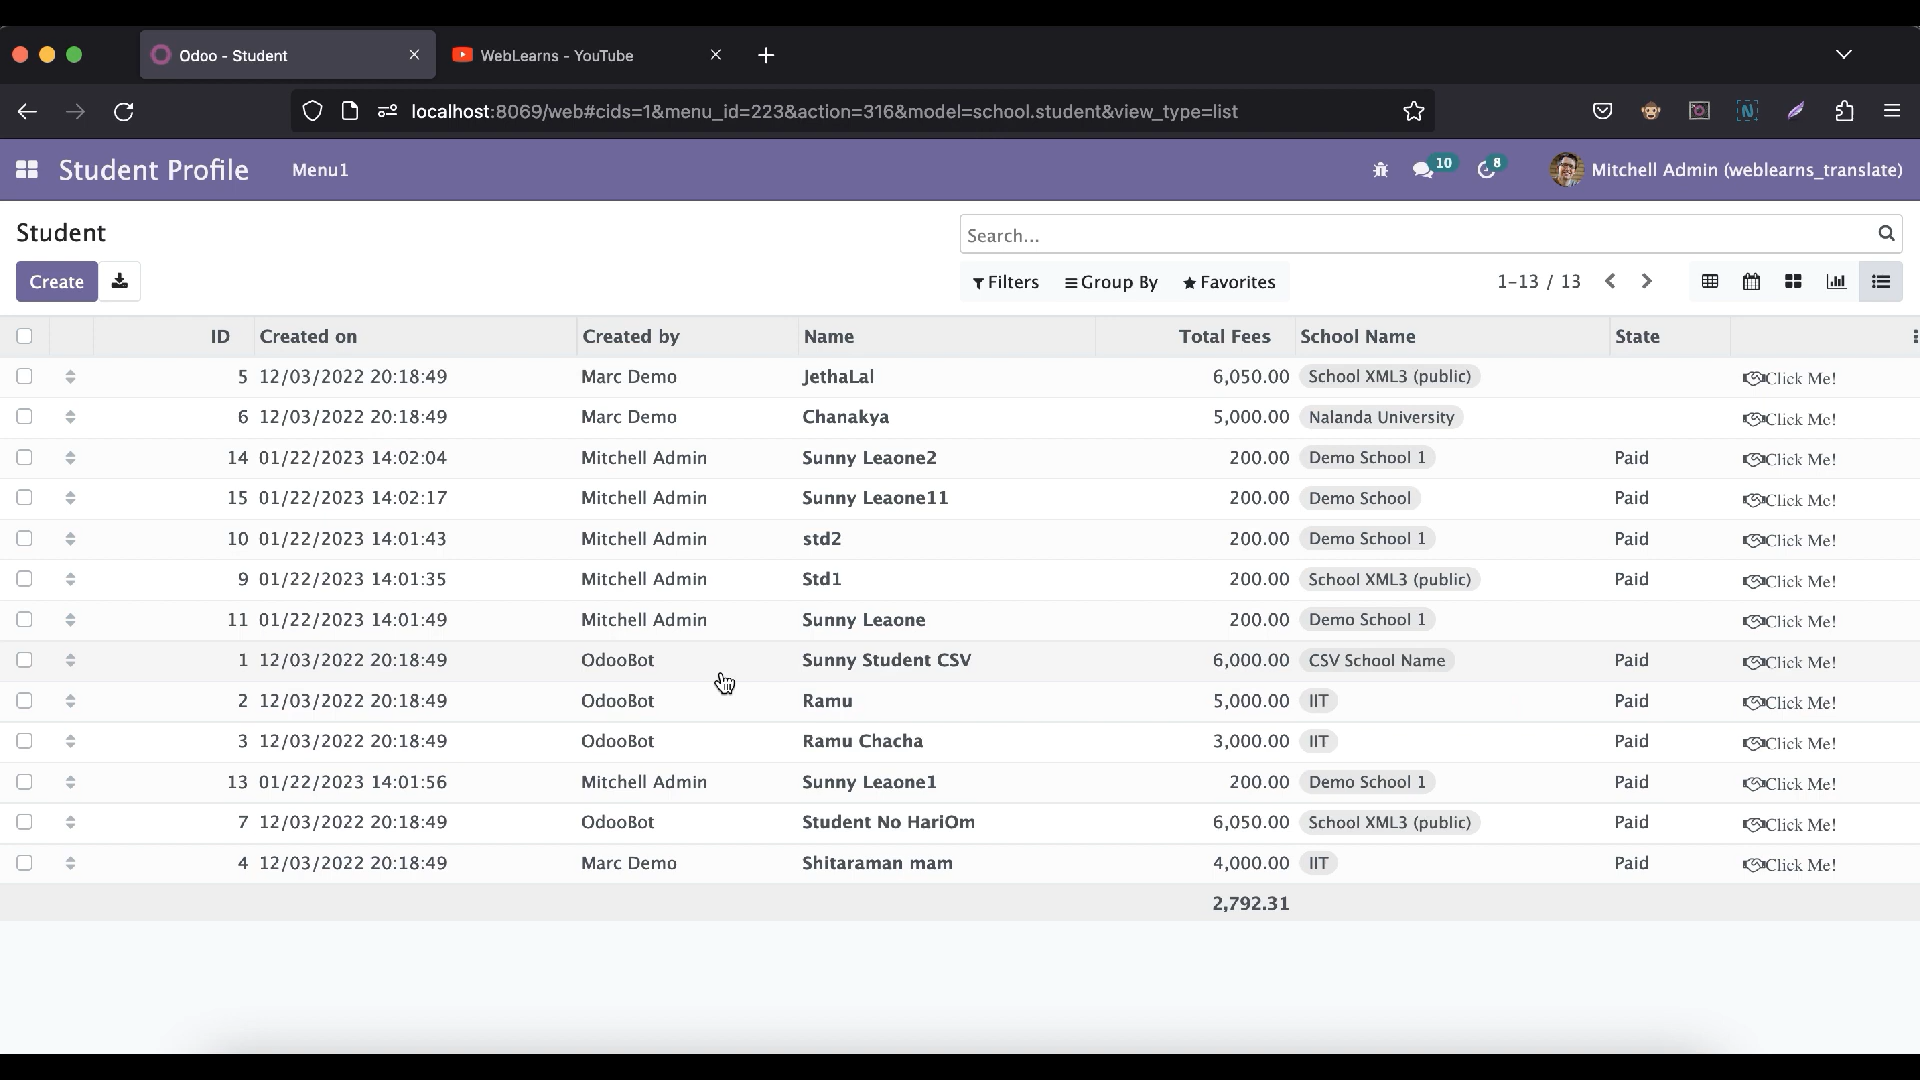 Odoo - Student
WebLearns - YouTube
localhost:8069/web#cids=1&menu_id=223&action=316&model=school.student&view_type=list
Student Profile Menu1 10 8 Mitchell Admin (weblearns_translate)
Student
Search...
Create
Filters Group By Favorites 1-13 / 13
ID Created on Created by Name Total Fees School Name State
5 12/03/2022 20:18:49 Marc Demo JethaLal 6,050.00 School XML3 (public) Click Me!
6 12/03/2022 20:18:49 Marc Demo Chanakya 5,000.00 Nalanda University Click Me!
14 01/22/2023 14:02:04 Mitchell Admin Sunny Leaone2 200.00 Demo School 1 Paid Click Me!
15 01/22/2023 14:02:17 Mitchell Admin Sunny Leaone11 200.00 Demo School Paid Click Me!
10 01/22/2023 14:01:43 Mitchell Admin std2 200.00 Demo School 1 Paid Click Me!
9 01/22/2023 14:01:35 Mitchell Admin Std1 200.00 School XML3 (public) Paid Click Me!
11 01/22/2023 14:01:49 Mitchell Admin Sunny Leaone 200.00 Demo School 1 Click Me!
1 12/03/2022 20:18:49 OdooBot Sunny Student CSV 6,000.00 CSV School Name Paid Click Me!
2 12/03/2022 20:18:49 OdooBot Ramu 5,000.00 IIT Paid Click Me!
3 12/03/2022 20:18:49 OdooBot Ramu Chacha 3,000.00 IIT Paid Click Me!
13 01/22/2023 14:01:56 Mitchell Admin Sunny Leaone1 200.00 Demo School 1 Paid Click Me!
7 12/03/2022 20:18:49 OdooBot Student No HariOm 6,050.00 School XML3 (public) Paid Click Me!
4 12/03/2022 20:18:49 Marc Demo Shitaraman mam 4,000.00 IIT Paid Click Me!
2,792.31